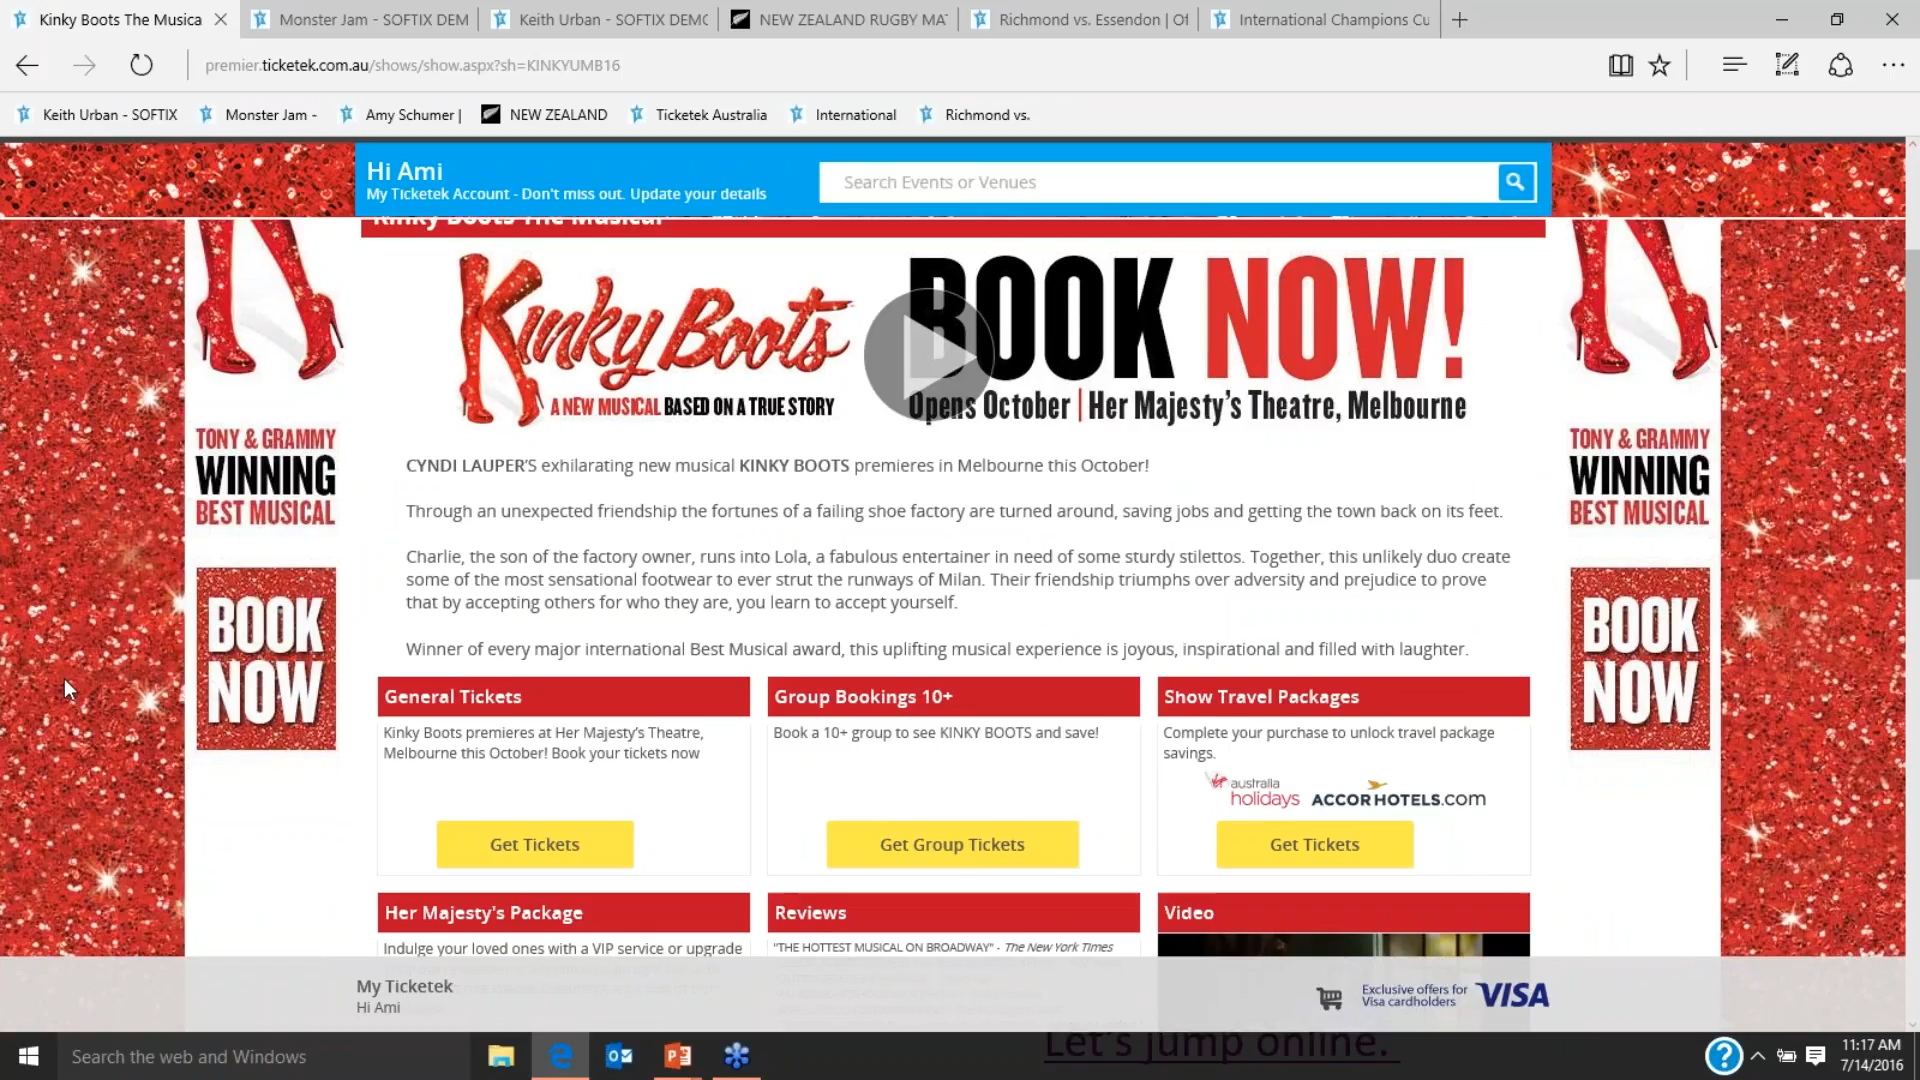 Kinky Boots The Musica
Monster Jam - SOFTIX DEM
Keith Urban - SOFTIX DEMO
NEW ZEALAND RUGBY MA
Richmond vs. Essendon | Of
International Champions Cu
premier.ticketek.com.au/shows/show.aspx?sh=KINKYUMB16
Keith Urban - SOFTIX
Monster Jam -
Amy Schumer |
NEW ZEALAND
Ticketek Australia
International
Richmond vs.
Hi Ami
My Ticketek Account - Don't miss out. Update your details
Search Events or Venues
Kinky Boots The Musical
Kinky Boots
A NEW MUSICAL BASED ON A TRUE STORY
BOOK NOW!
Opens October | Her Majesty's Theatre, Melbourne
TONY & GRAMMY
WINNING
BEST MUSICAL
BOOK
NOW
CYNDI LAUPER'S exhilarating new musical KINKY BOOTS premieres in Melbourne this October!
Through an unexpected friendship the fortunes of a failing shoe factory are turned around, saving jobs and getting the town back on its feet.
Charlie, the son of the factory owner, runs into Lola, a fabulous entertainer in need of some sturdy stilettos. Together, this unlikely duo create
some of the most sensational footwear to ever strut the runways of Milan. Their friendship triumphs over adversity and prejudice to prove
that by accepting others for who they are, you learn to accept yourself.
Winner of every major international Best Musical award, this uplifting musical experience is joyous, inspirational and filled with laughter.
TONY & GRAMMY
WINNING
BEST MUSICAL
BOOK
NOW
General Tickets
Kinky Boots premieres at Her Majesty's Theatre,
Melbourne this October! Book your tickets now
Get Tickets
Group Bookings 10+
Book a 10+ group to see KINKY BOOTS and save!
Get Group Tickets
Show Travel Packages
Complete your purchase to unlock travel package
savings.
australia
holidays
ACCORHOTELS.com
Get Tickets
Her Majesty's Package
Indulge your loved ones with a VIP service or upgrade
Reviews
"THE HOTTEST MUSICAL ON BROADWAY" - The New York Times
Video
My Ticketek
Hi Ami
Exclusive offers for
Visa cardholders
VISA
Let's jump online.
Search the web and Windows
11:17 AM
7/14/2016